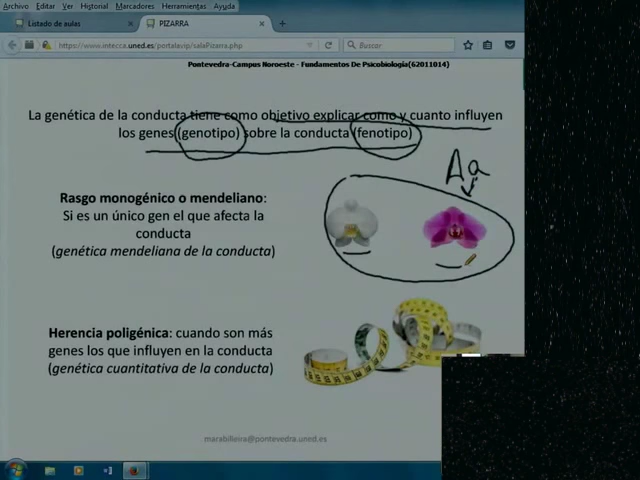 Archivo Editar Ver Historial Marcadores Herramientas Ayuda
Listado de aulas
PIZARRA
https://www.intecca.uned.es/portalavip/salaPizarra.php
Buscar
Pontevedra-Campus Noroeste - Fundamentos De Psicobiología(62011014)
La genética de la conducta tiene como objetivo explicar como y cuanto influyen
los genes (genotipo) sobre la conducta (fenotipo)
Aa
Rasgo monogénico o mendeliano:
Si es un único gen el que afecta la
conducta
(genética mendeliana de la conducta)
Herencia poligénica: cuando son más
genes los que influyen en la conducta
(genética cuantitativa de la conducta)
marabilleira@pontevedra.uned.es